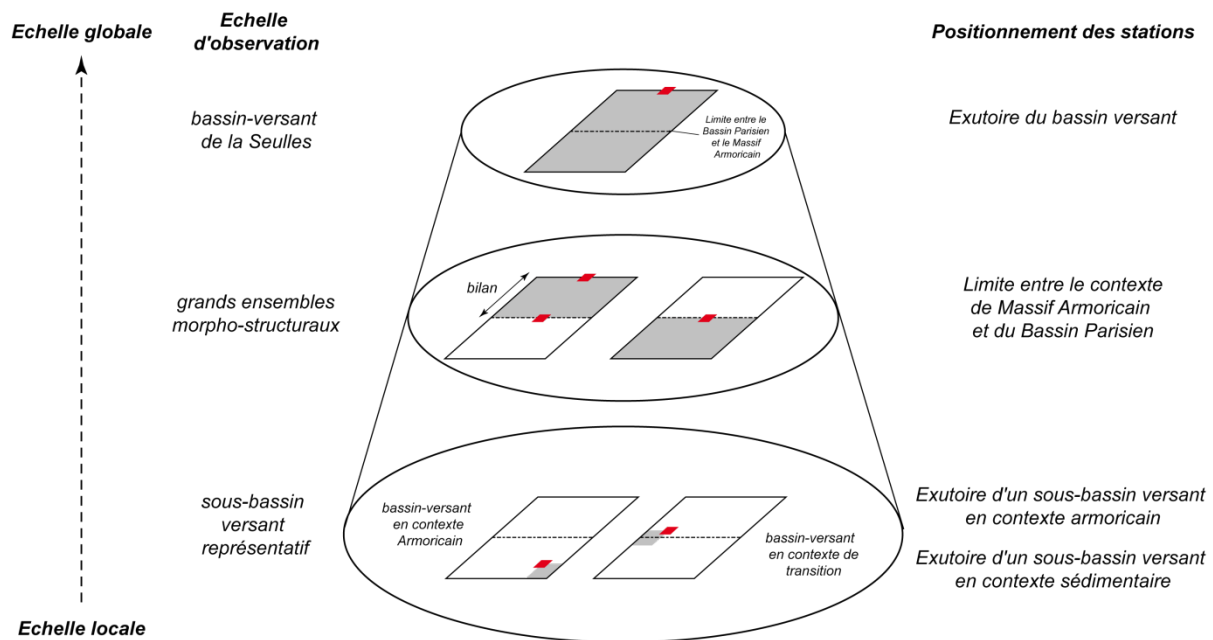 Echelle globale
Echelle
d'observation
Positionnement des stations
bassin-versant
de la Seulles
Limite entre le
Bassin Parisien
et le Massif
Armoricain
Exutoire du bassin versant
grands ensembles
morpho-structuraux
bilan
Limite entre le contexte
de Massif Armoricain
et du Bassin Parisien
sous-bassin
versant
représentatif
bassin-versant
en contexte
Armoricain
bassin-versant
en contexte de
transition
Exutoire d'un sous-bassin versant
en contexte armoricain
Exutoire d'un sous-bassin versant
en contexte sédimentaire
Echelle locale